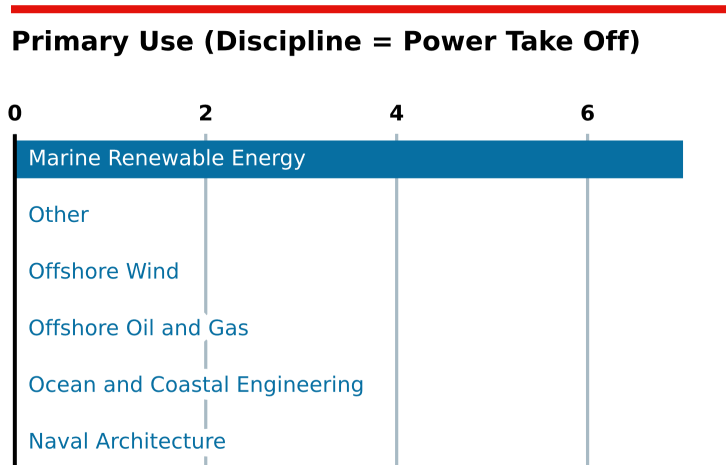 Primary Use (Discipline = Power Take Off)
0 2 4 6
Marine Renewable Energy
Other
Offshore Wind
Offshore Oil and Gas
Ocean and Coastal Engineering
Naval Architecture